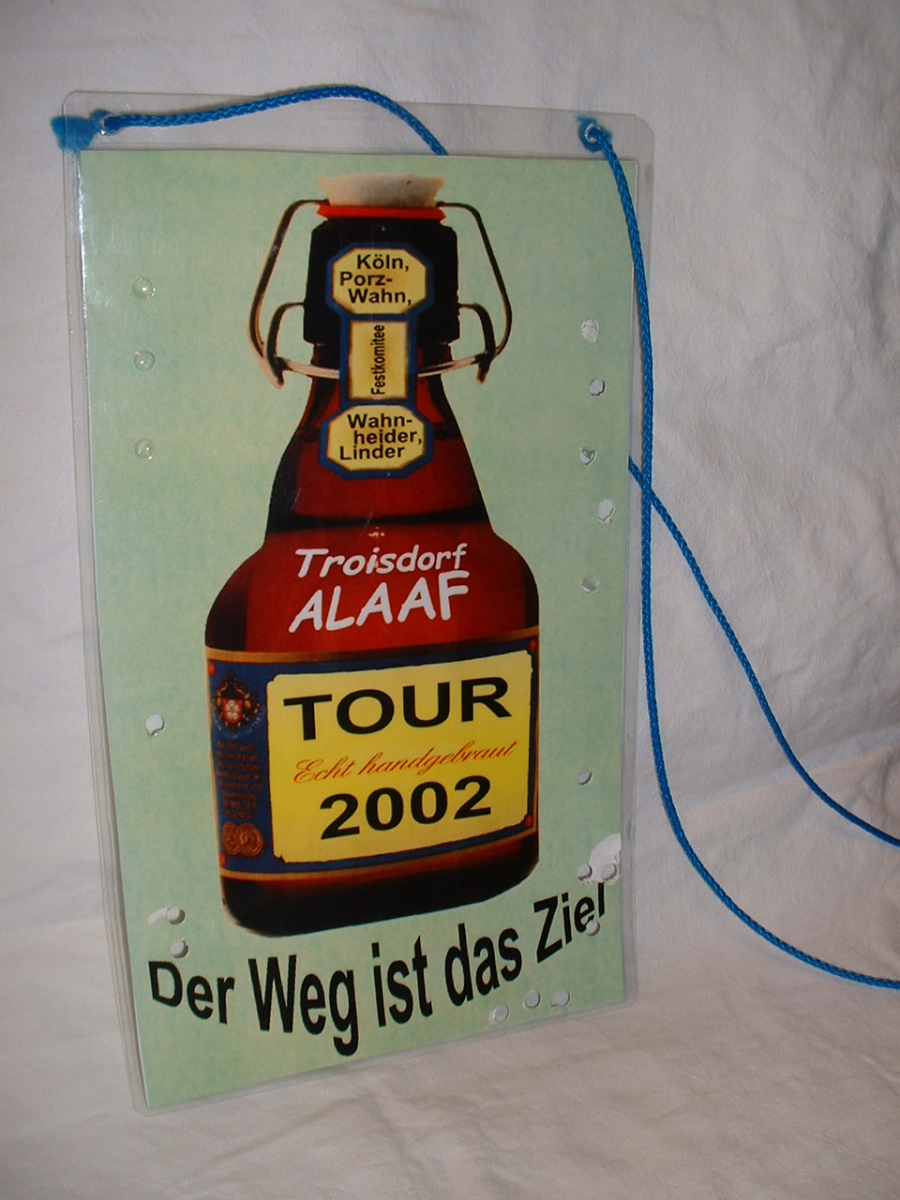 Köln,
Porz-
Wahn,
Festkomitee
Wahn-
heider,
Linder
Troisdorf
ALAAF
TOUR
Echt handgebraut
2002
Der Weg ist das Ziel